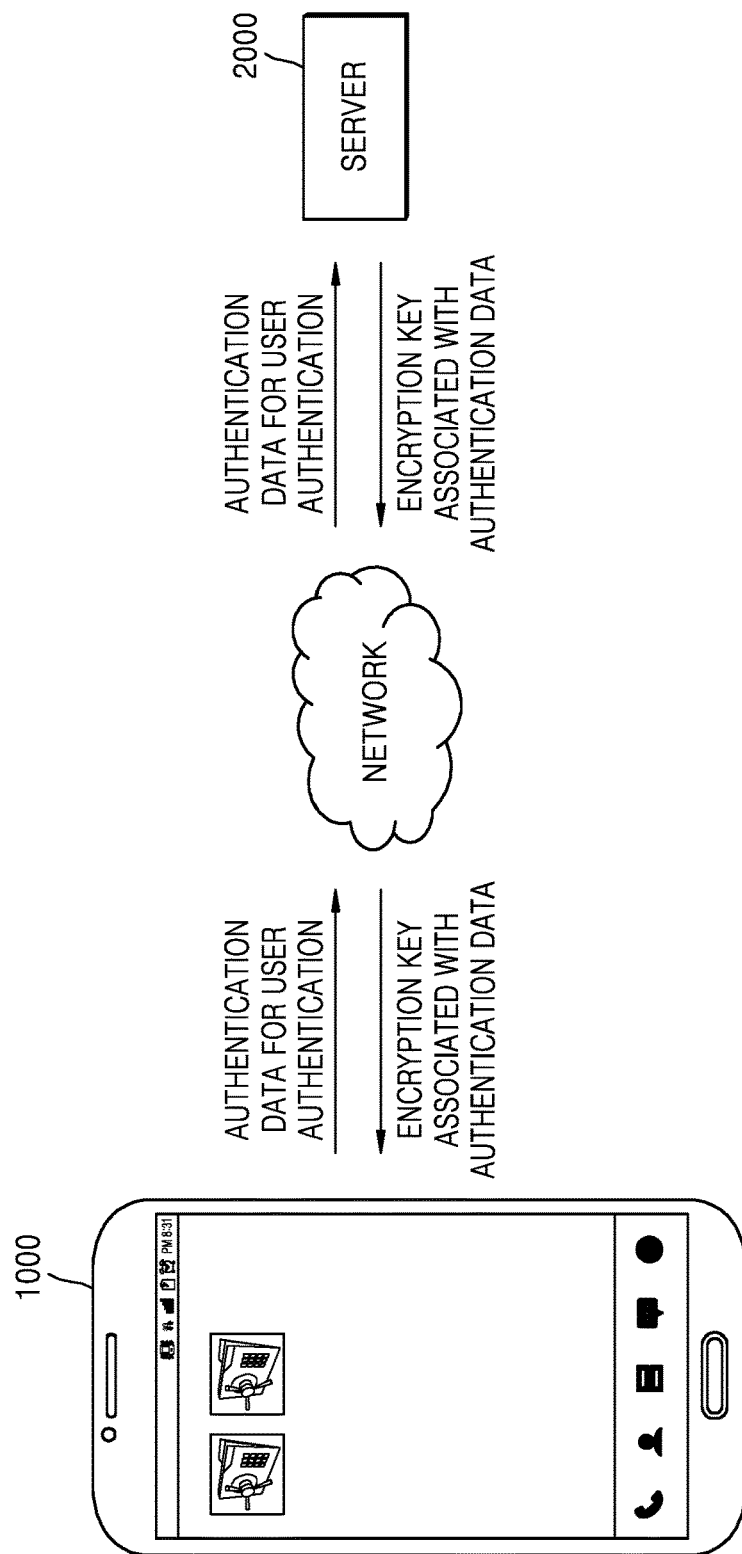 1000
PM 8:31
AUTHENTICATION
DATA FOR USER
AUTHENTICATION
ENCRYPTION KEY
ASSOCIATED WITH
AUTHENTICATION DATA
NETWORK
AUTHENTICATION
DATA FOR USER
AUTHENTICATION
ENCRYPTION KEY
ASSOCIATED WITH
AUTHENTICATION DATA
2000
SERVER